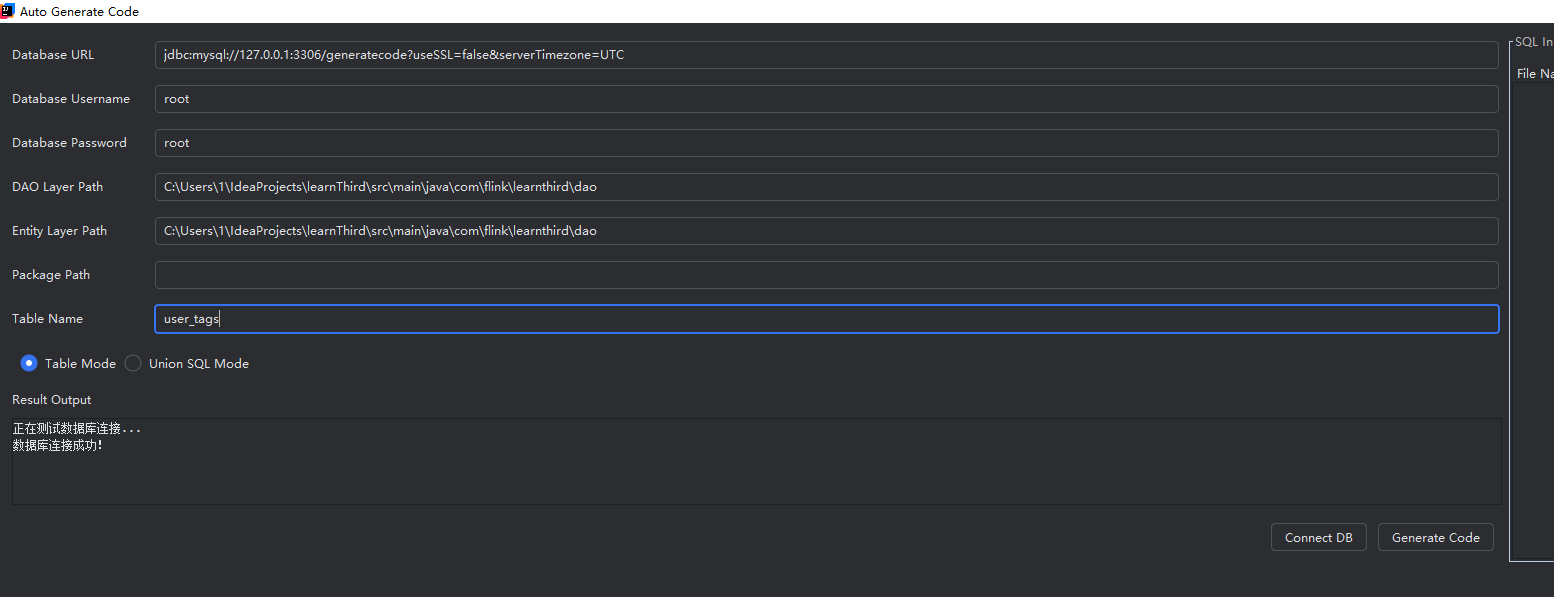 Auto Generate Code
Database URL jdbc:mysql://127.0.0.1:3306/generatecode?useSSL=false&serverTimezone=UTC
Database Username root
Database Password root
DAO Layer Path C:\Users\1\IdeaProjects\learnThird\src\main\java\com\flink\learnthird\dao
Entity Layer Path C:\Users\1\IdeaProjects\learnThird\src\main\java\com\flink\learnthird\dao
Package Path
Table Name user_tags
Table Mode Union SQL Mode
Result Output
正在测试数据库连接...
数据库连接成功!
Connect DB Generate Code
SQL In
File Na